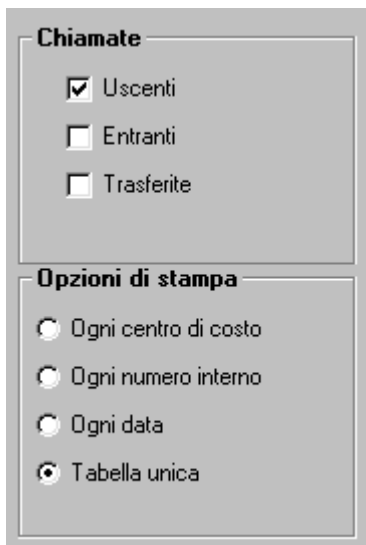 Chiamate
Uscenti
Entranti
Trasferite
Opzioni di stampa
Ogni centro di costo
Ogni numero interno
Ogni data
Tabella unica